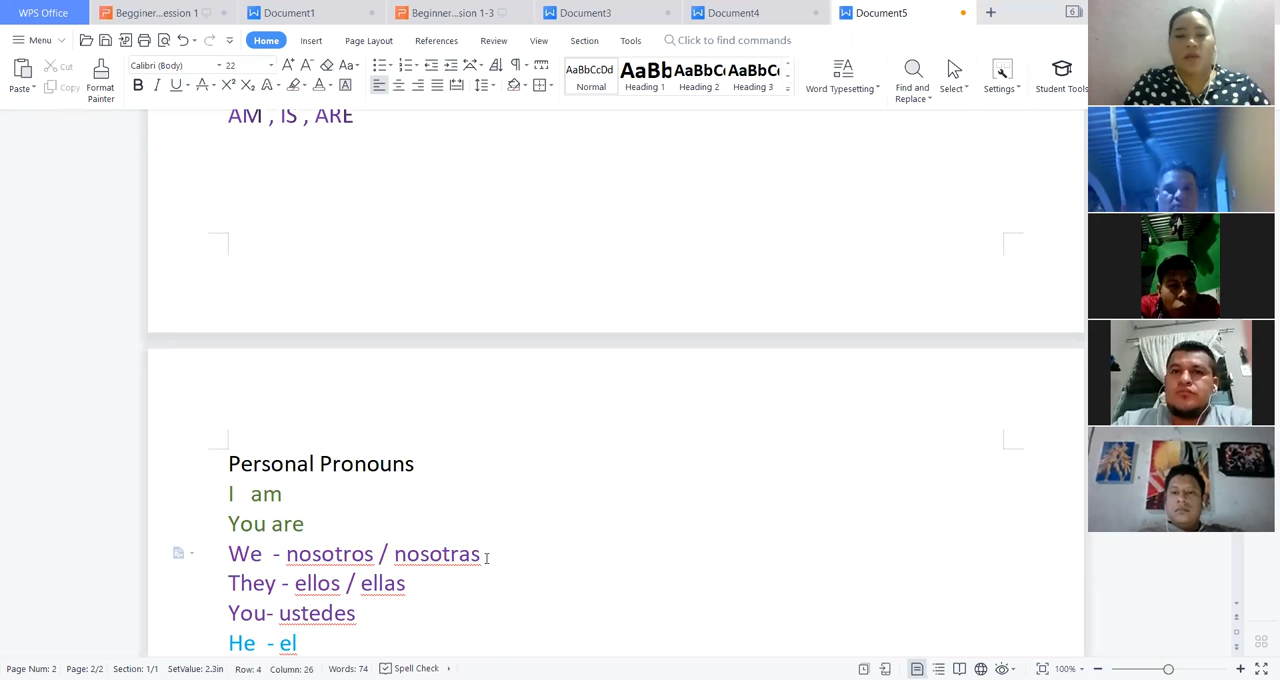 WPS Office
Begginer...ession 1
Document1
Beginner...sion 1-3
Document3
Document4
Document5
6
Menu
Home
Insert
Page Layout
References
Review
View
Section
Tools
Click to find commands
Paste
Cut
Copy
Format Painter
Calibri (Body)
22
AaBbCcDd
Normal
AaBb
Heading 1
AaBbC
Heading 2
AaBbC
Heading 3
Word Typesetting
Find and Replace
Select
Settings
Student Tools
AM , IS , ARE
Personal Pronouns
I am
You are
We - nosotros / nosotras
They - ellos / ellas
You- ustedes
He - el
Page Num: 2 Page: 2/2 Section: 1/1 SetValue: 2.3in Row: 4 Column: 26 Words: 74 Spell Check
100%